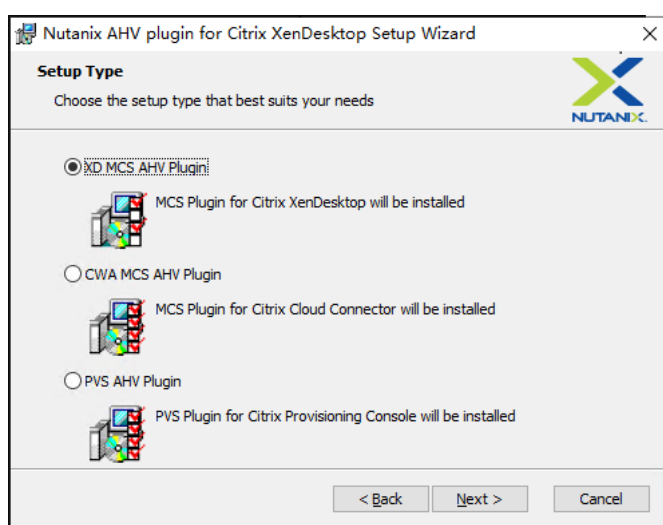 Nutanix AHV plugin for Citrix XenDesktop Setup Wizard
Setup Type
Choose the setup type that best suits your needs
NUTANIX.
XD MCS AHV Plugin
MCS Plugin for Citrix XenDesktop will be installed
CWA MCS AHV Plugin
MCS Plugin for Citrix Cloud Connector will be installed
PVS AHV Plugin
PVS Plugin for Citrix Provisioning Console will be installed
< Back Next > Cancel